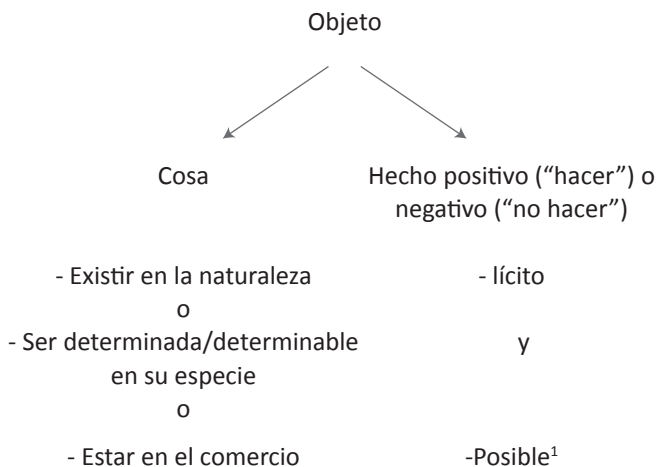 Objeto
Cosa
Hecho positivo (“hacer”) o
negativo (“no hacer”)
- Existir en la naturaleza
o
- Ser determinada/determinable
en su especie
o
- Estar en el comercio
- lícito
y
-Posible¹